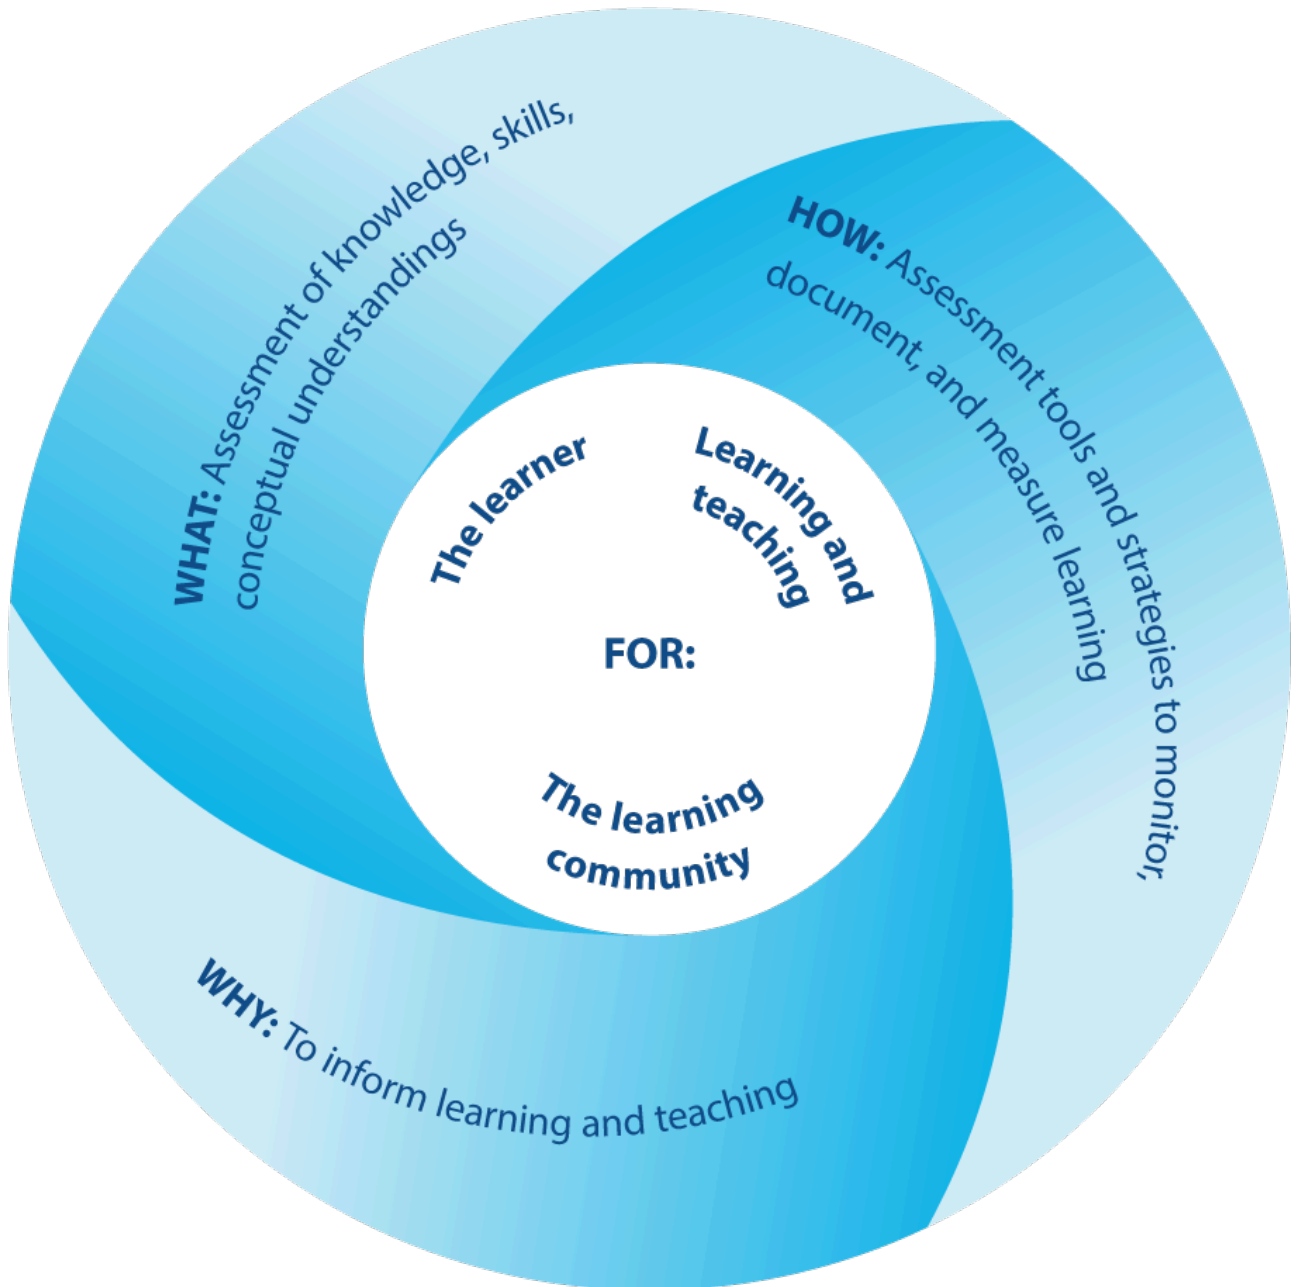 WHAT: Assessment of knowledge, skills,
conceptual understandings
HOW: Assessment tools and strategies to monitor,
document, and measure learning
WHY: To inform learning and teaching
FOR:
The learner
Learning and
teaching
The learning
community